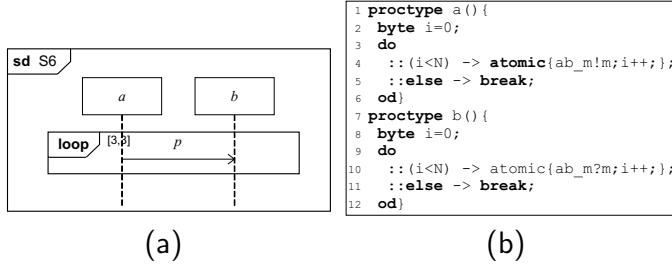 sd S6
a
b
loop
[3,3]
p
(a)
1 proctype a(){
2 byte i=0;
3 do
4 ::(i<N) -> atomic{ab_m!m;i++;};
5 ::else -> break;
6 od}
7 proctype b(){
8 byte i=0;
9 do
10 ::(i<N) -> atomic{ab_m?m;i++;};
11 ::else -> break;
12 od}
(b)